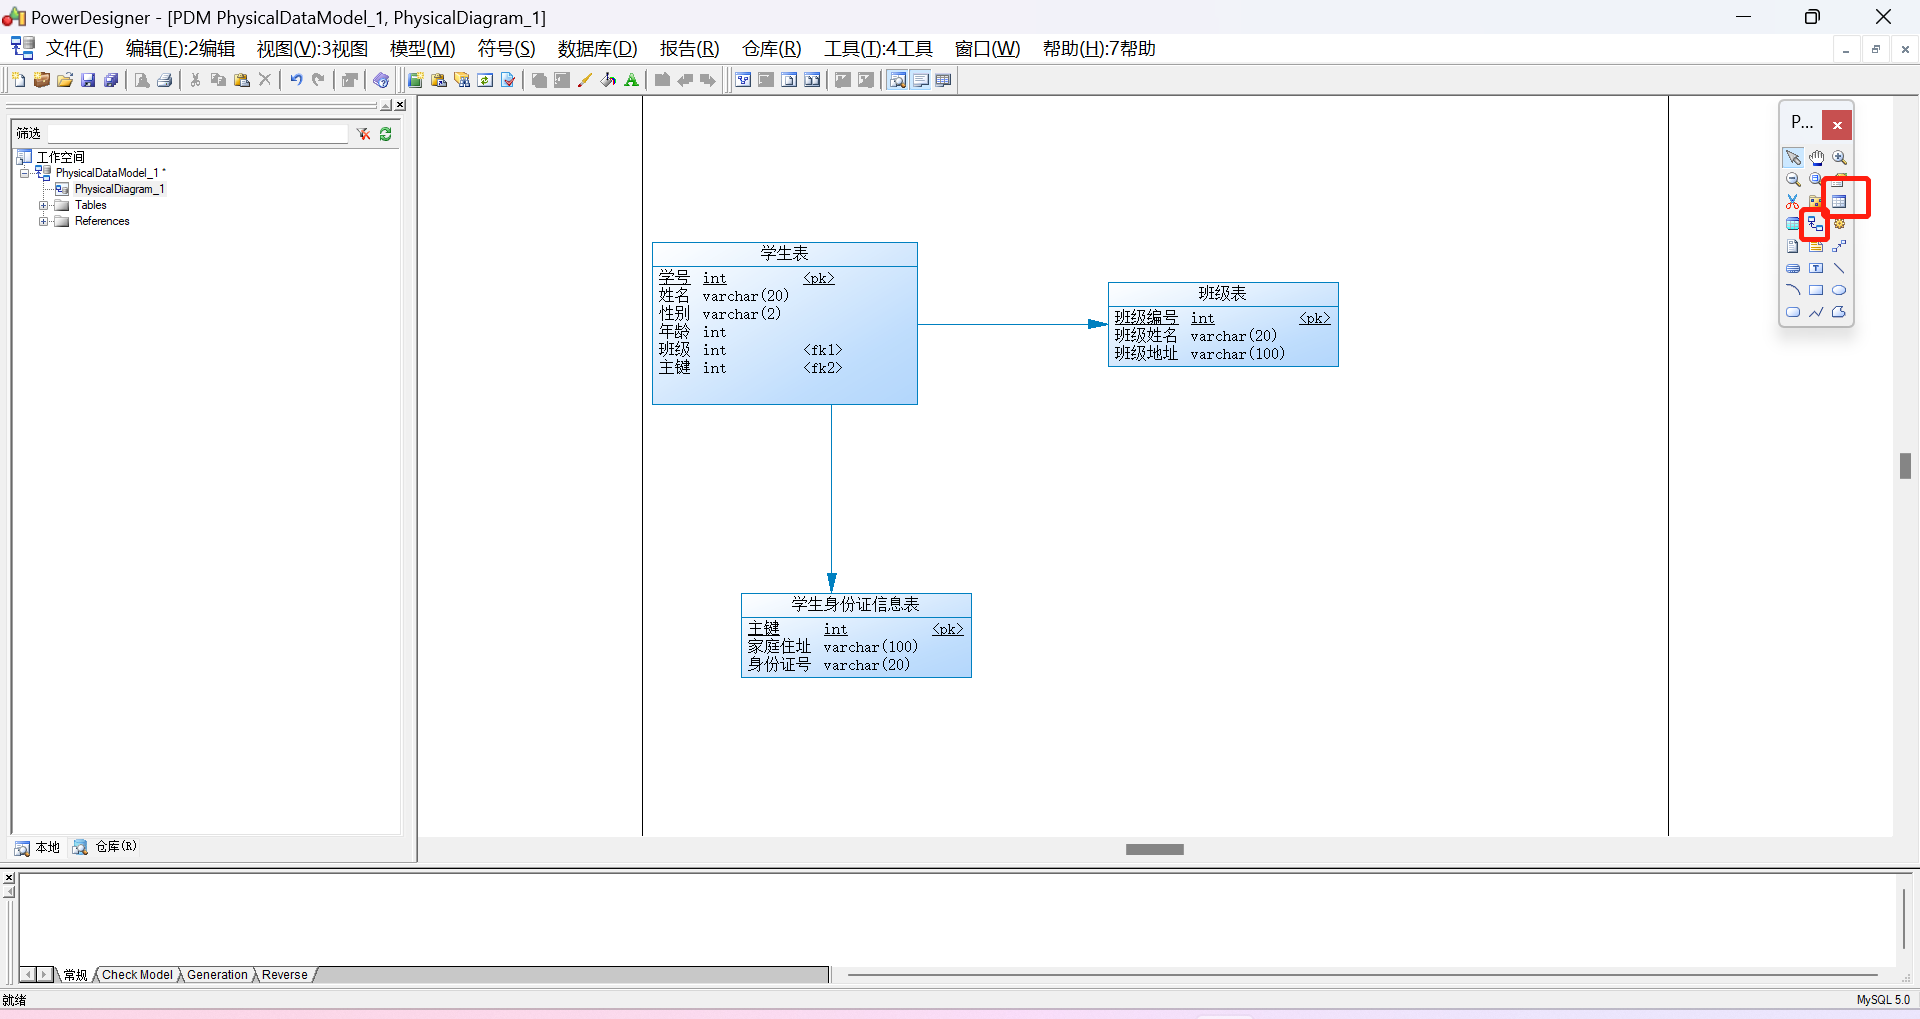 PowerDesigner - [PDM PhysicalDataModel_1, PhysicalDiagram_1]
文件(F) 编辑(E):2编辑 视图(V):3视图 模型(M) 符号(S) 数据库(D) 报告(R) 仓库(R) 工具(T):4工具 窗口(W) 帮助(H):7帮助
P...
筛选
工作空间
PhysicalDataModel_1 *
PhysicalDiagram_1
Tables
References
学生表
学号 int <pk>
姓名 varchar(20)
性别 varchar(2)
年龄 int
班级 int <fk1>
主键 int <fk2>
班级表
班级编号 int <pk>
班级姓名 varchar(20)
班级地址 varchar(100)
学生身份证信息表
主键 int <pk>
家庭住址 varchar(100)
身份证号 varchar(20)
本地 仓库(R)
常规 Check Model Generation Reverse
就绪
MySQL 5.0